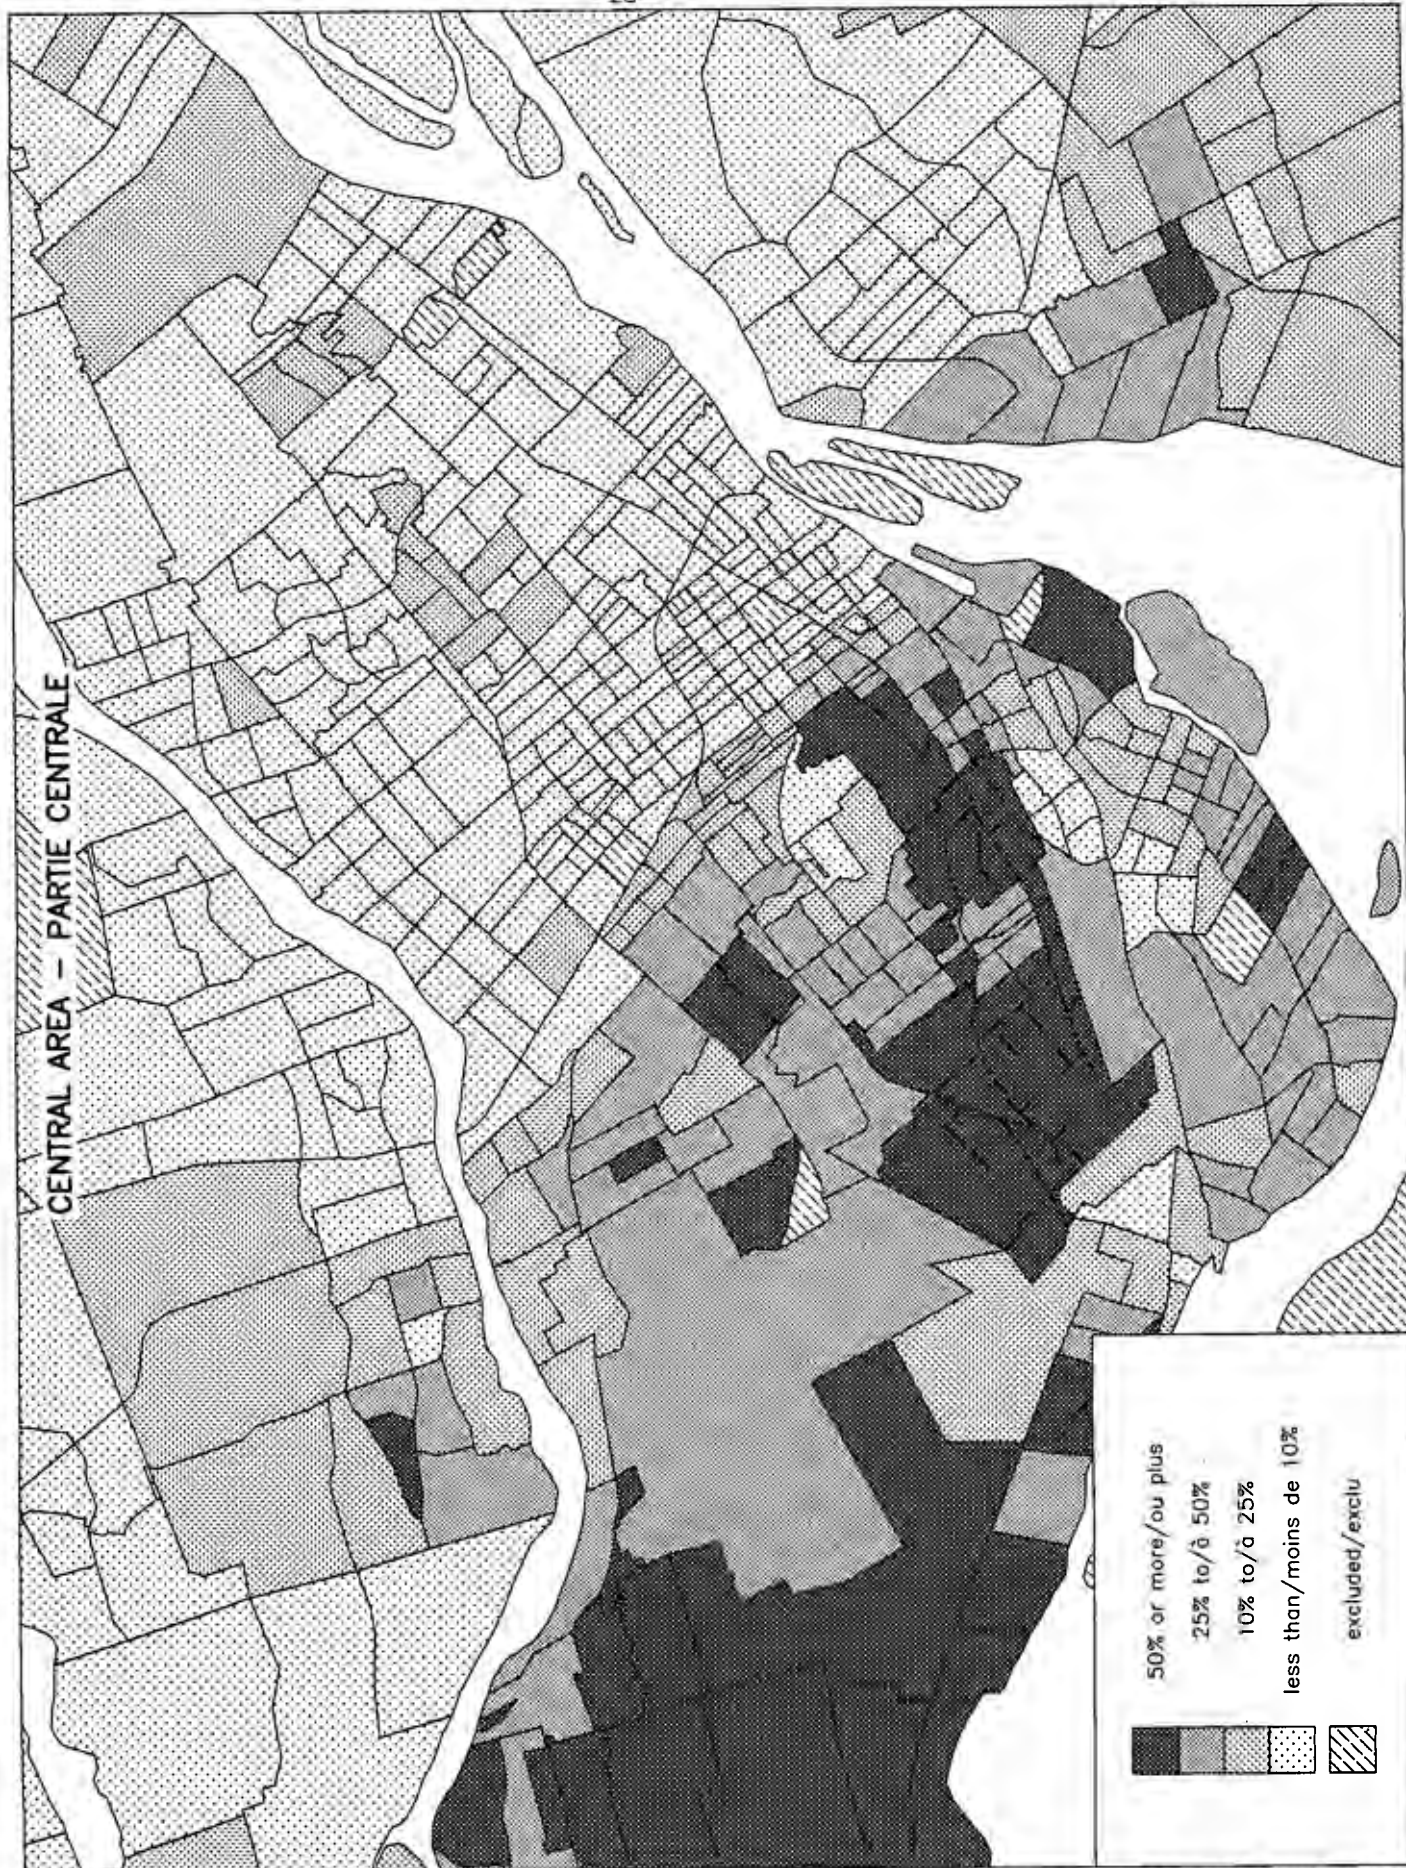 CENTRAL AREA – PARTIE CENTRALE
50% or more/ou plus
25% to/à 50%
10% to/à 25%
less than/moins de 10%
excluded/exclu